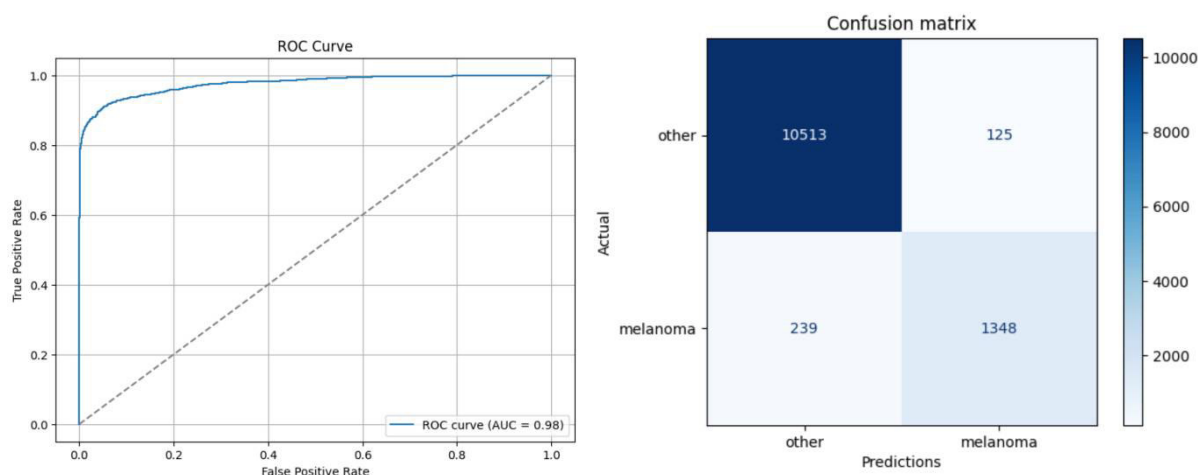 ROC Curve
1.0
0.8
0.6
0.4
0.2
0.0
True Positive Rate
0.0 0.2 0.4 0.6 0.8 1.0
False Positive Rate
ROC curve (AUC = 0.98)
Confusion matrix
Actual
other 10513 125
melanoma 239 1348
other melanoma
Predictions
10000
8000
6000
4000
2000